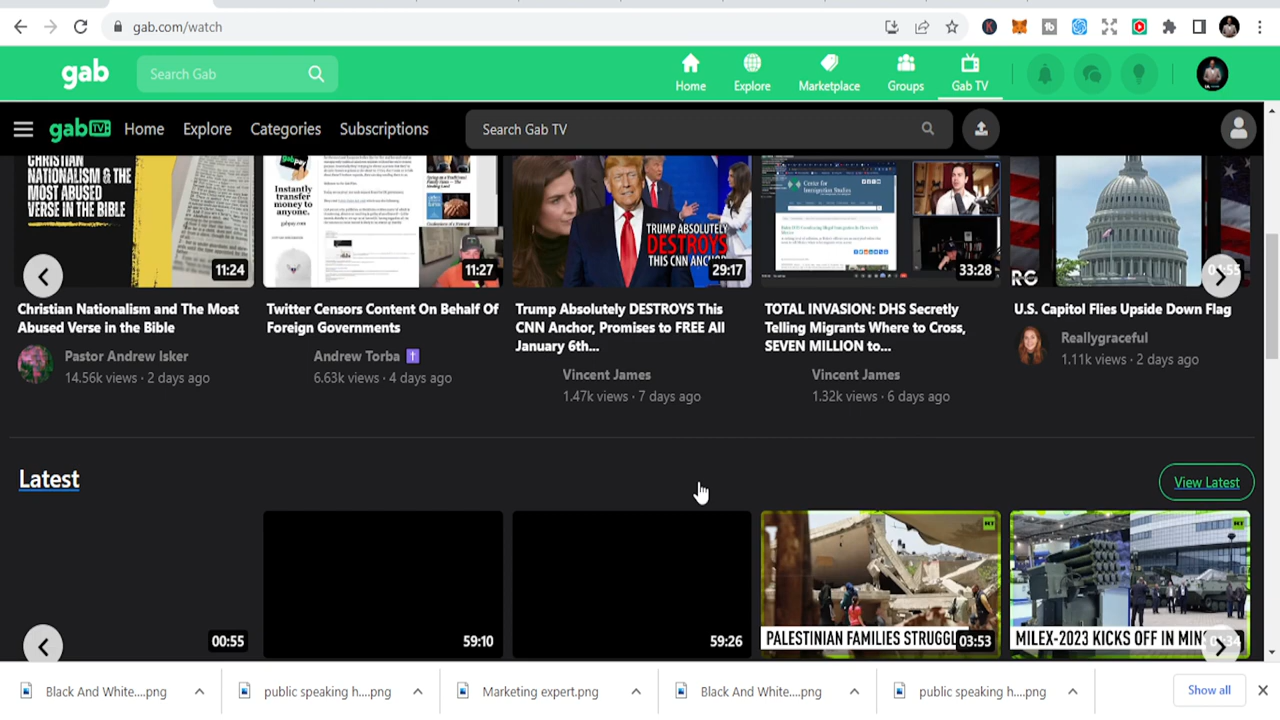 gab.com/watch
gab
Search Gab
Home
Explore
Marketplace
Groups
Gab TV
gab TV
Home
Explore
Categories
Subscriptions
Search Gab TV
CHRISTIAN
NATIONALISM & THE
MOST ABUSED
VERSE IN THE BIBLE
11:24
Instantly
transfer
money to
anyone.
11:27
TRUMP ABSOLUTELY
DESTROYS
THIS CNN ANCHOR
29:17
Center for
Immigration Studies
33:28
RG
Christian Nationalism and The Most
Abused Verse in the Bible
Pastor Andrew Isker
14.56k views · 2 days ago
Twitter Censors Content On Behalf Of
Foreign Governments
Andrew Torba
6.63k views · 4 days ago
Trump Absolutely DESTROYS This
CNN Anchor, Promises to FREE All
January 6th...
Vincent James
1.47k views · 7 days ago
TOTAL INVASION: DHS Secretly
Telling Migrants Where to Cross,
SEVEN MILLION to...
Vincent James
1.32k views · 6 days ago
U.S. Capitol Flies Upside Down Flag
Reallygraceful
1.11k views · 2 days ago
Latest
View Latest
00:55
59:10
59:26
RT
PALESTINIAN FAMILIES STRUGGL
03:53
RT
MILEX-2023 KICKS OFF IN MIN
Black And White....png
public speaking h....png
Marketing expert.png
Black And White....png
public speaking h....png
Show all